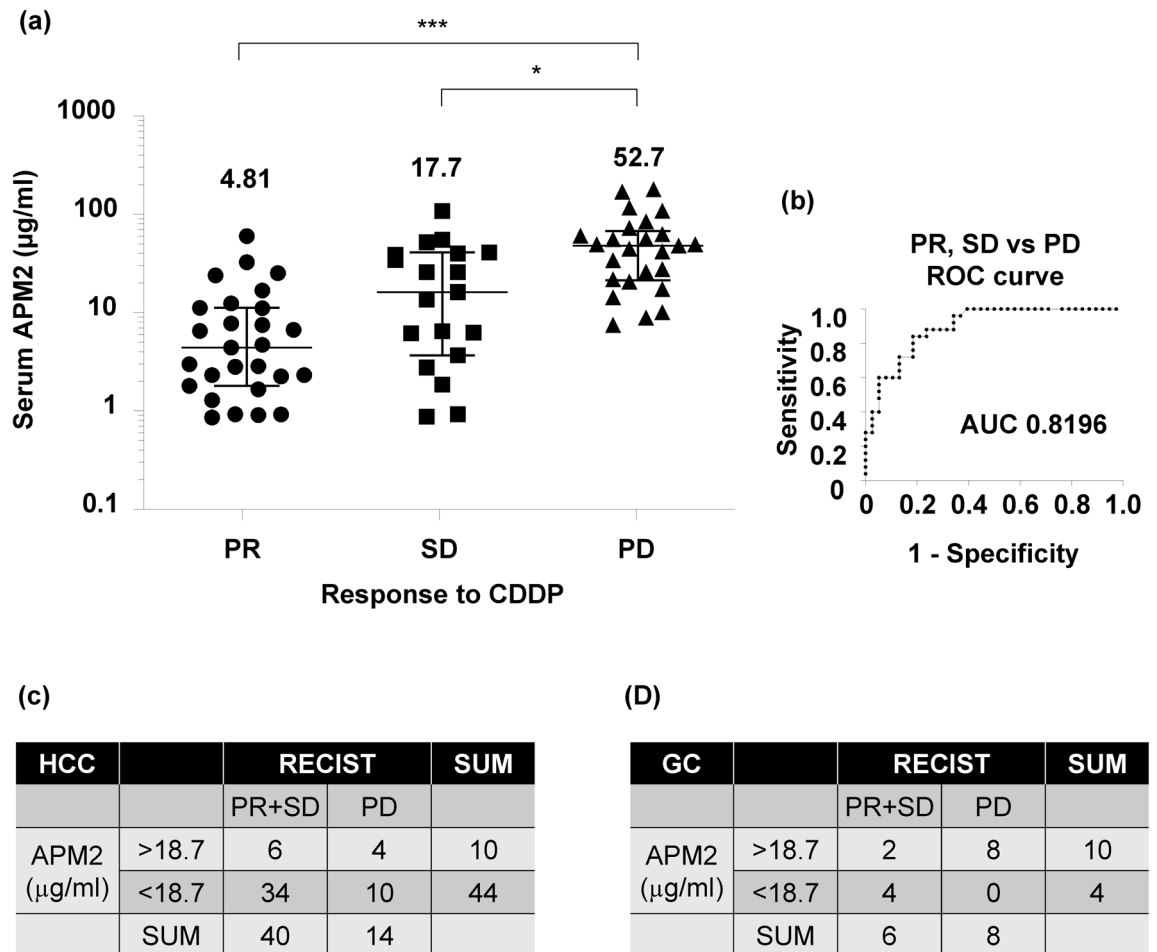 (a)
***
*
1000
100
10
1
0.1
Serum APM2 (µg/ml)
4.81
17.7
52.7
PR SD PD
Response to CDDP
(b)
PR, SD vs PD
ROC curve
1.0
0.8
0.6
0.4
0.2
0
Sensitivity
AUC 0.8196
0 0.2 0.4 0.6 0.8 1.0
1 - Specificity
(c)
HCC RECIST SUM
PR+SD PD
APM2 (µg/ml)
>18.7 6 4 10
<18.7 34 10 44
SUM 40 14
(D)
GC RECIST SUM
PR+SD PD
APM2 (µg/ml)
>18.7 2 8 10
<18.7 4 0 4
SUM 6 8